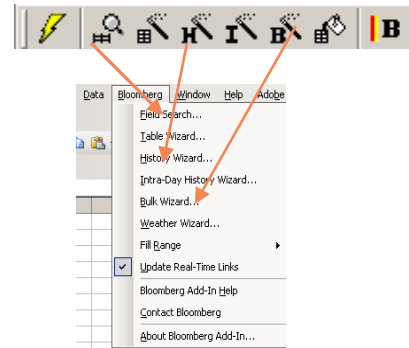 H I B B
Data Bloomberg Window Help Adobe
Field Search...
Table Wizard...
History Wizard...
Intra-Day History Wizard...
Bulk Wizard...
Weather Wizard...
Fill Range
Update Real-Time Links
Bloomberg Add-In Help
Contact Bloomberg
About Bloomberg Add-In...